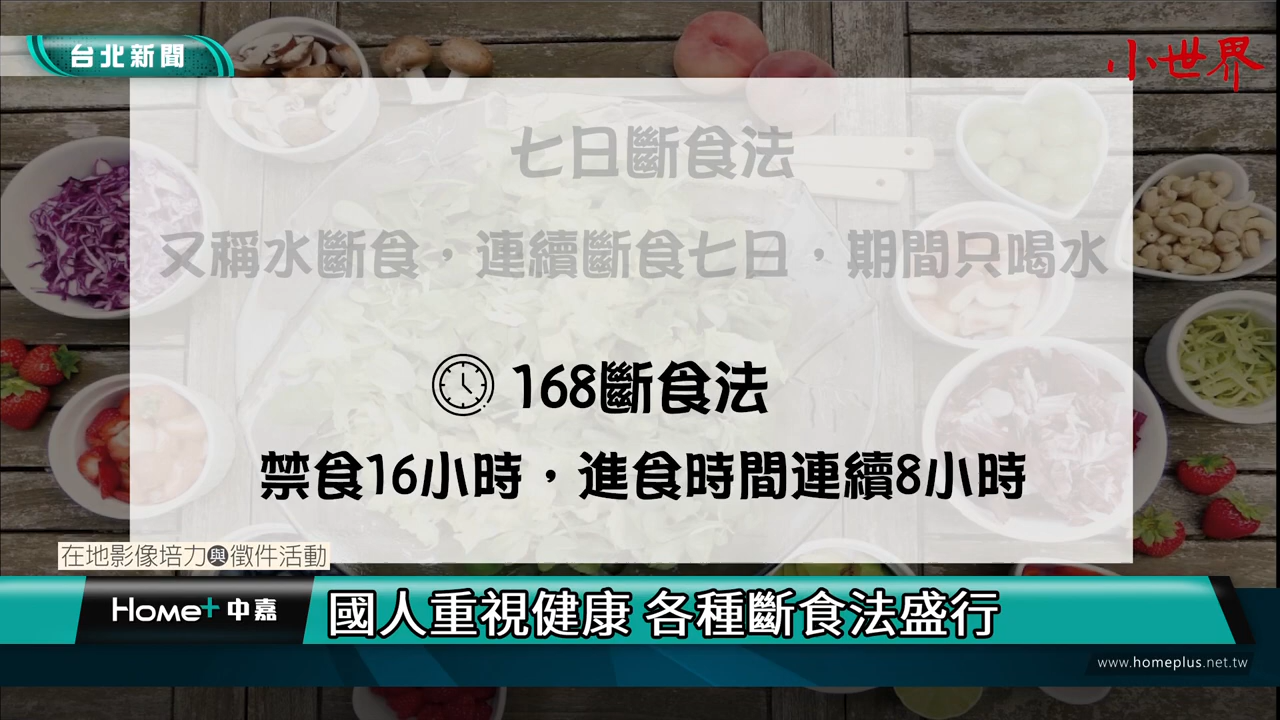 台北新聞
小世界
七日斷食法
又稱水斷食，連續斷食七日，期間只喝水
168斷食法
禁食16小時，進食時間連續8小時
在地影像培力與徵件活動
Home+中嘉
國人重視健康 各種斷食法盛行
www.homeplus.net.tw